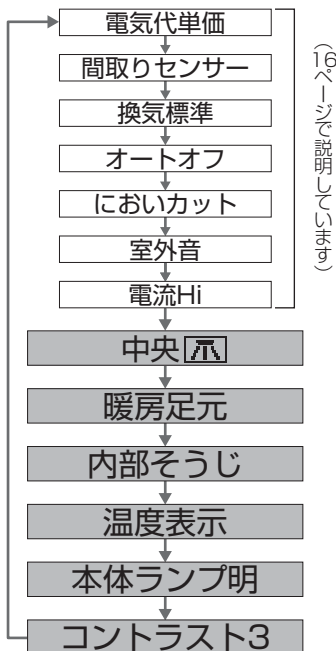 電気代単価
間取りセンサー
換気標準
オートオフ
においカット
室外音
電流Hi
(16ページで説明しています)
中央
暖房足元
内部そうじ
温度表示
本体ランプ明
コントラスト3